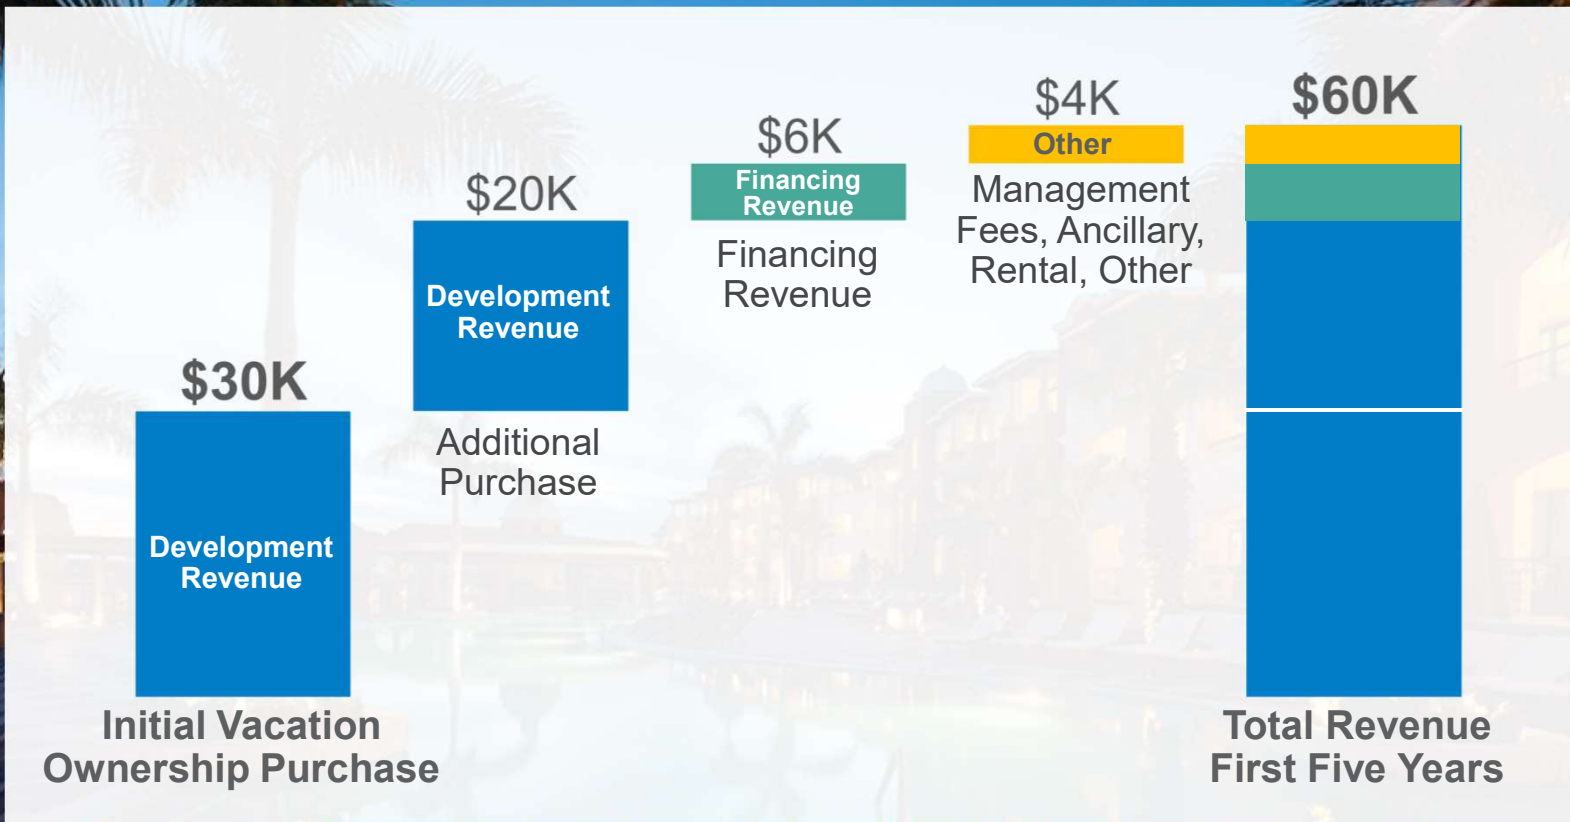 $30K
Development
Revenue
Initial Vacation
Ownership Purchase
$20K
Development
Revenue
Additional
Purchase
$6K
Financing
Revenue
Financing
Revenue
$4K
Other
Management
Fees, Ancillary,
Rental, Other
$60K
Total Revenue
First Five Years